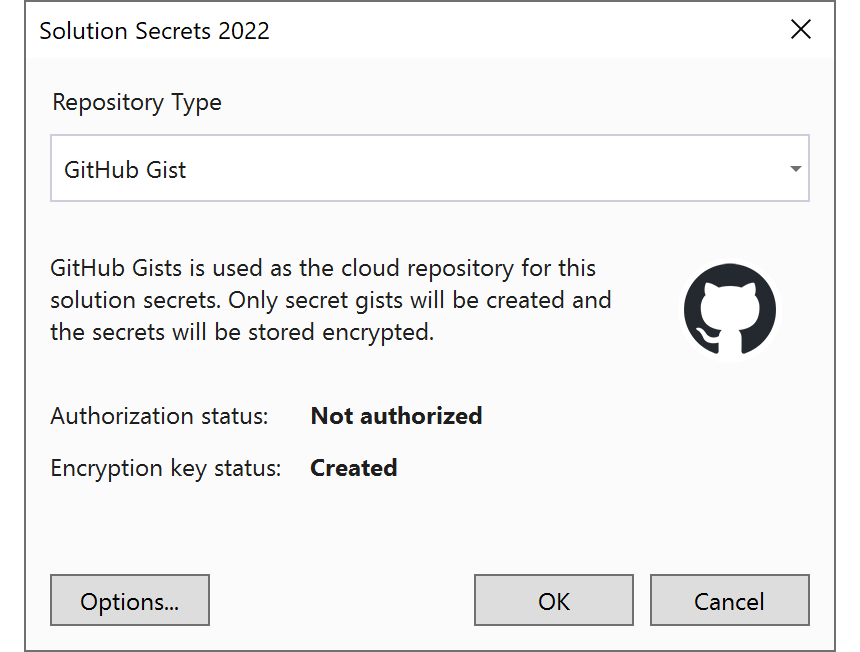 Solution Secrets 2022
Repository Type
GitHub Gist
GitHub Gists is used as the cloud repository for this
solution secrets. Only secret gists will be created and
the secrets will be stored encrypted.
Authorization status: Not authorized
Encryption key status: Created
Options... OK Cancel